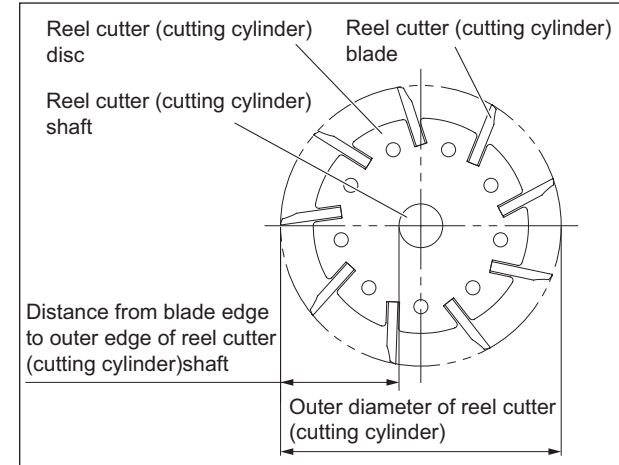 Reel cutter (cutting cylinder)
disc
Reel cutter (cutting cylinder)
blade
Reel cutter (cutting cylinder)
shaft
Distance from blade edge
to outer edge of reel cutter
(cutting cylinder)shaft
Outer diameter of reel cutter
(cutting cylinder)